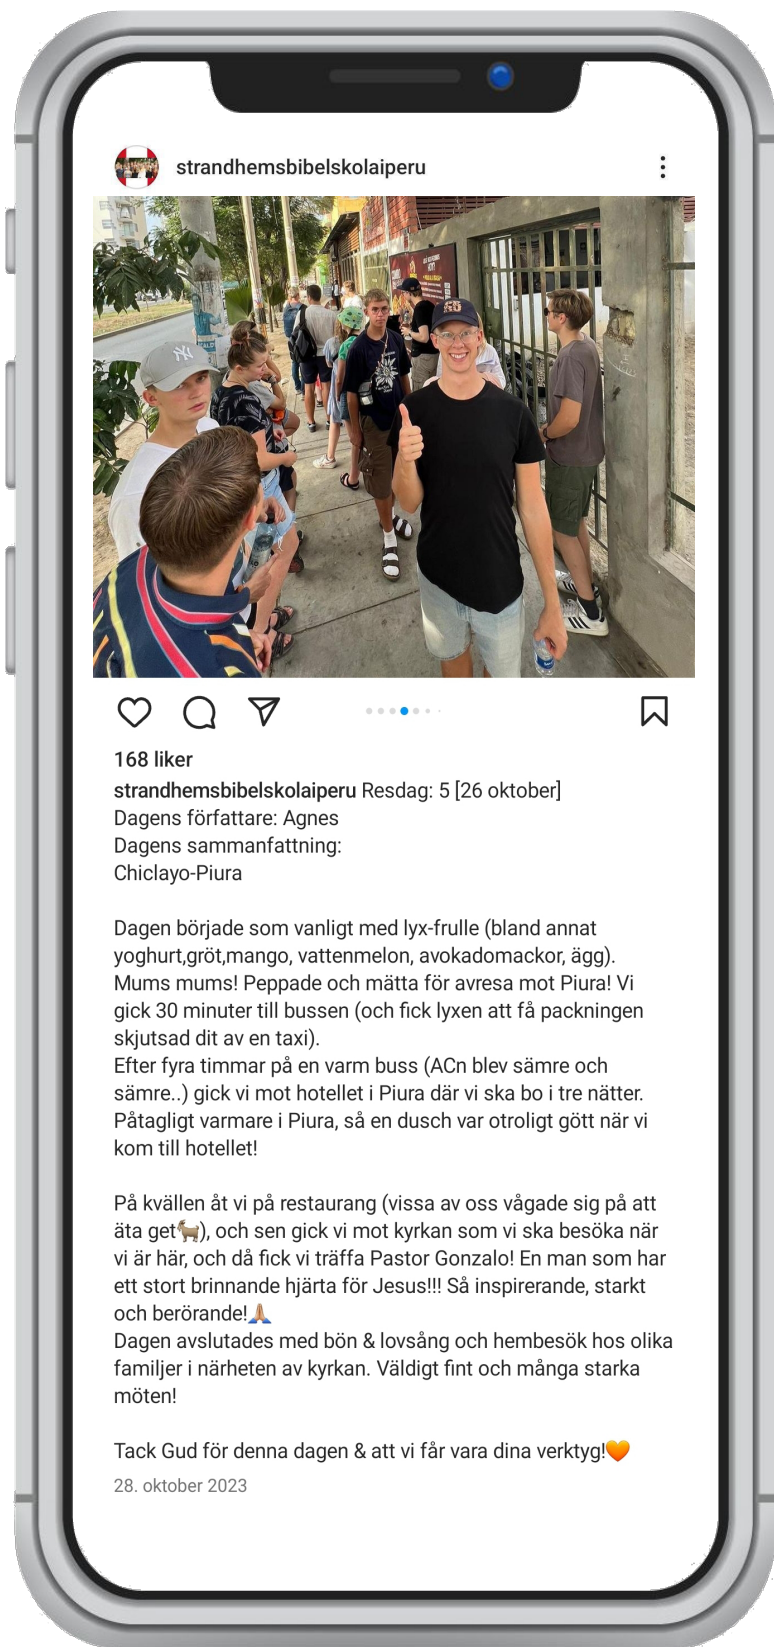 strandhemsbibelskolaiperu
NY
168 liker
strandhemsbibelskolaiperu Resdag: 5 [26 oktober]
Dagens författare: Agnes
Dagens sammanfattning:
Chiclayo-Piura
Dagen började som vanligt med lyx-frulle (bland annat
yoghurt,gröt,mango, vattenmelon, avokadomackor, ägg).
Mums mums! Peppade och mätta för avresa mot Piura! Vi
gick 30 minuter till bussen (och fick lyxen att få packningen
skjutsad dit av en taxi).
Efter fyra timmar på en varm buss (ACn blev sämre och
sämre..) gick vi mot hotellet i Piura där vi ska bo i tre nätter.
Påtagligt varmare i Piura, så en dusch var otroligt gött när vi
kom till hotellet!
På kvällen åt vi på restaurang (vissa av oss vågade sig på att
äta get🐐), och sen gick vi mot kyrkan som vi ska besöka när
vi är här, och då fick vi träffa Pastor Gonzalo! En man som har
ett stort brinnande hjärta för Jesus!!! Så inspirerande, starkt
och berörande!🙏🏼
Dagen avslutades med bön & lovsång och hembesök hos olika
familjer i närheten av kyrkan. Väldigt fint och många starka
möten!
Tack Gud för denna dagen & att vi får vara dina verktyg!🧡
28. oktober 2023